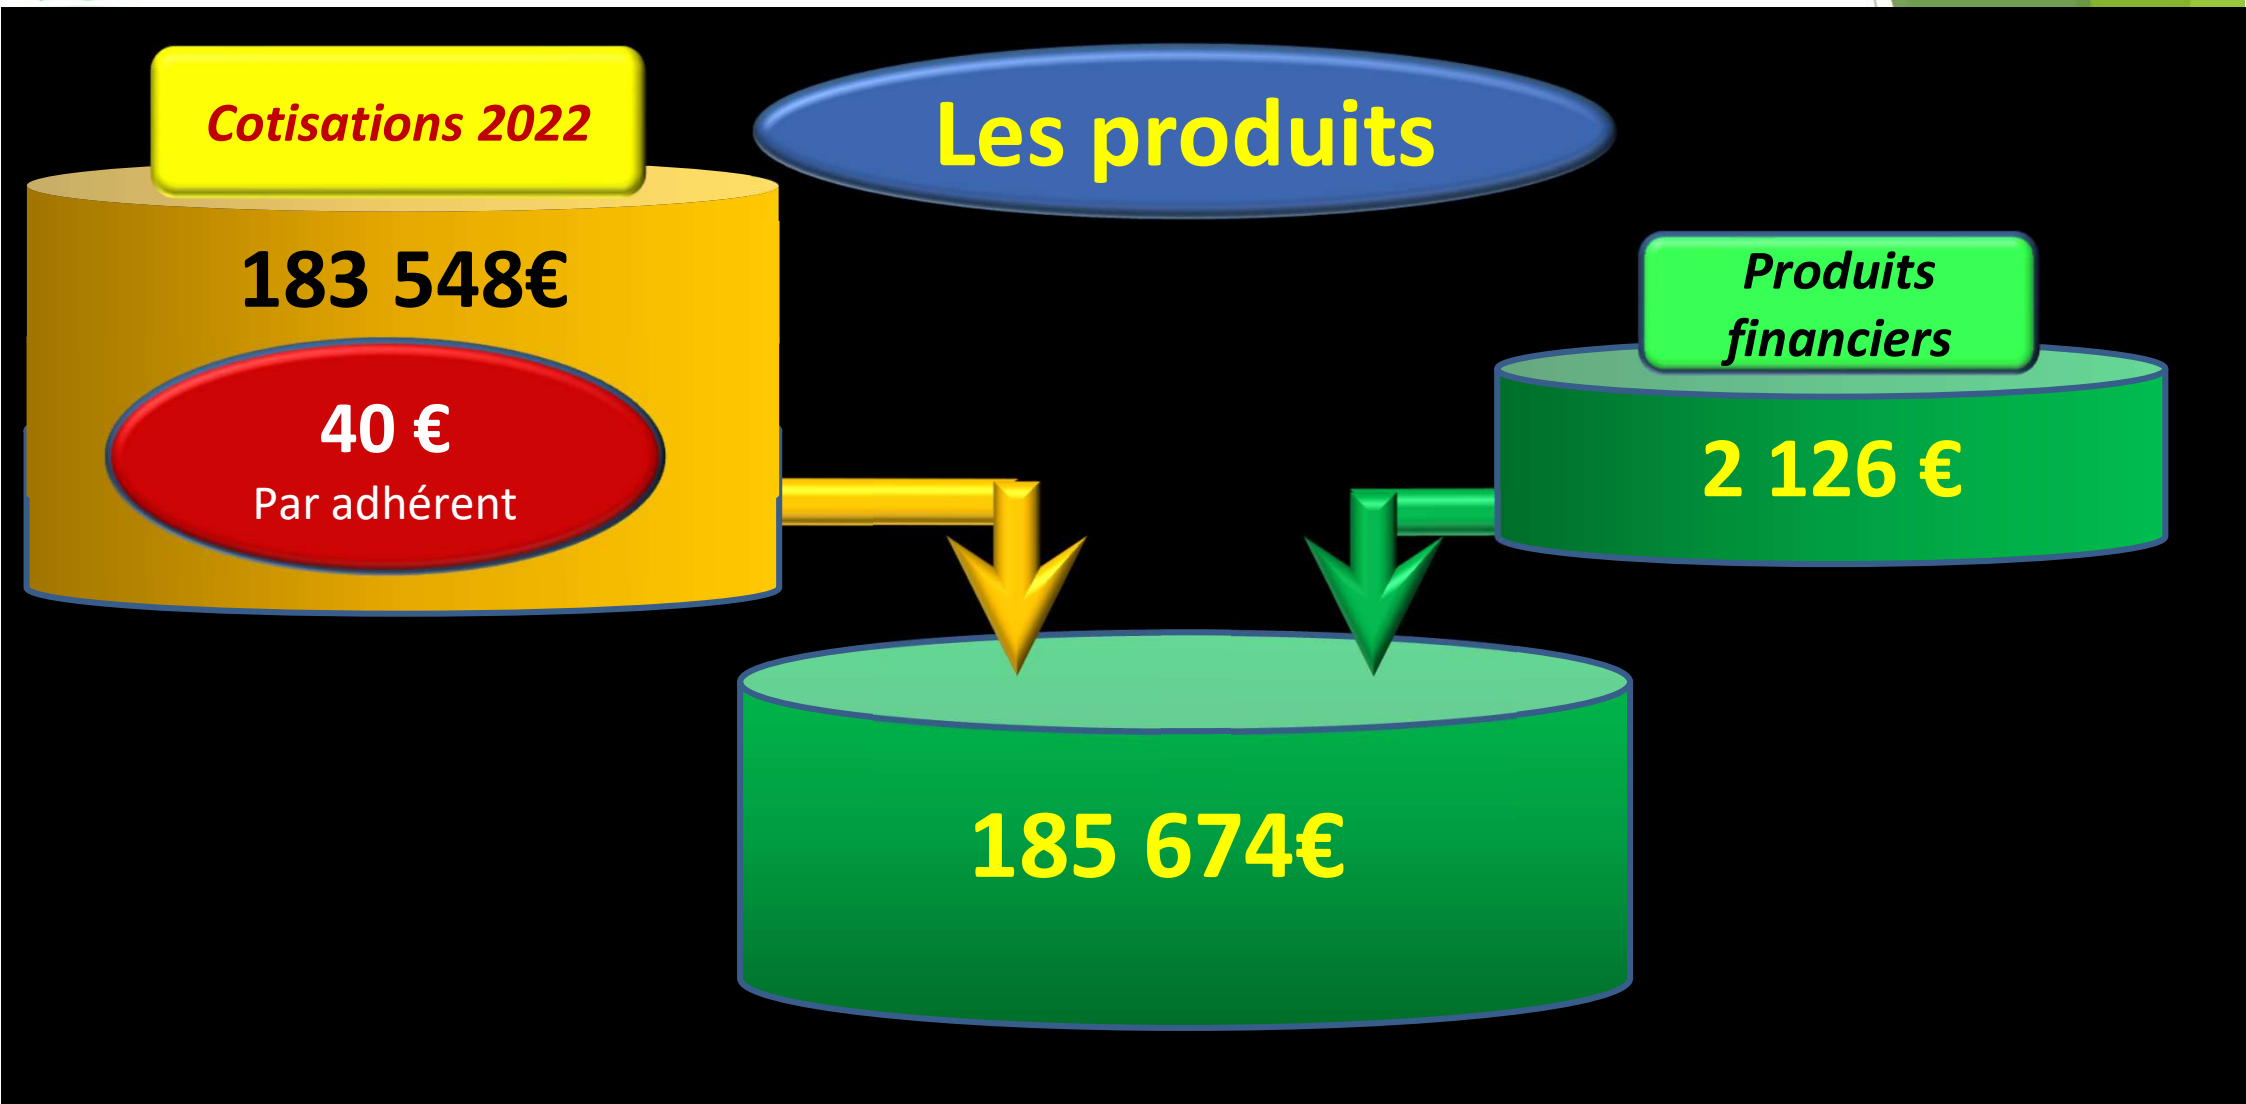 Cotisations 2022
Les produits
183 548€
40 €
Par adhérent
Produits
financiers
2 126 €
185 674€